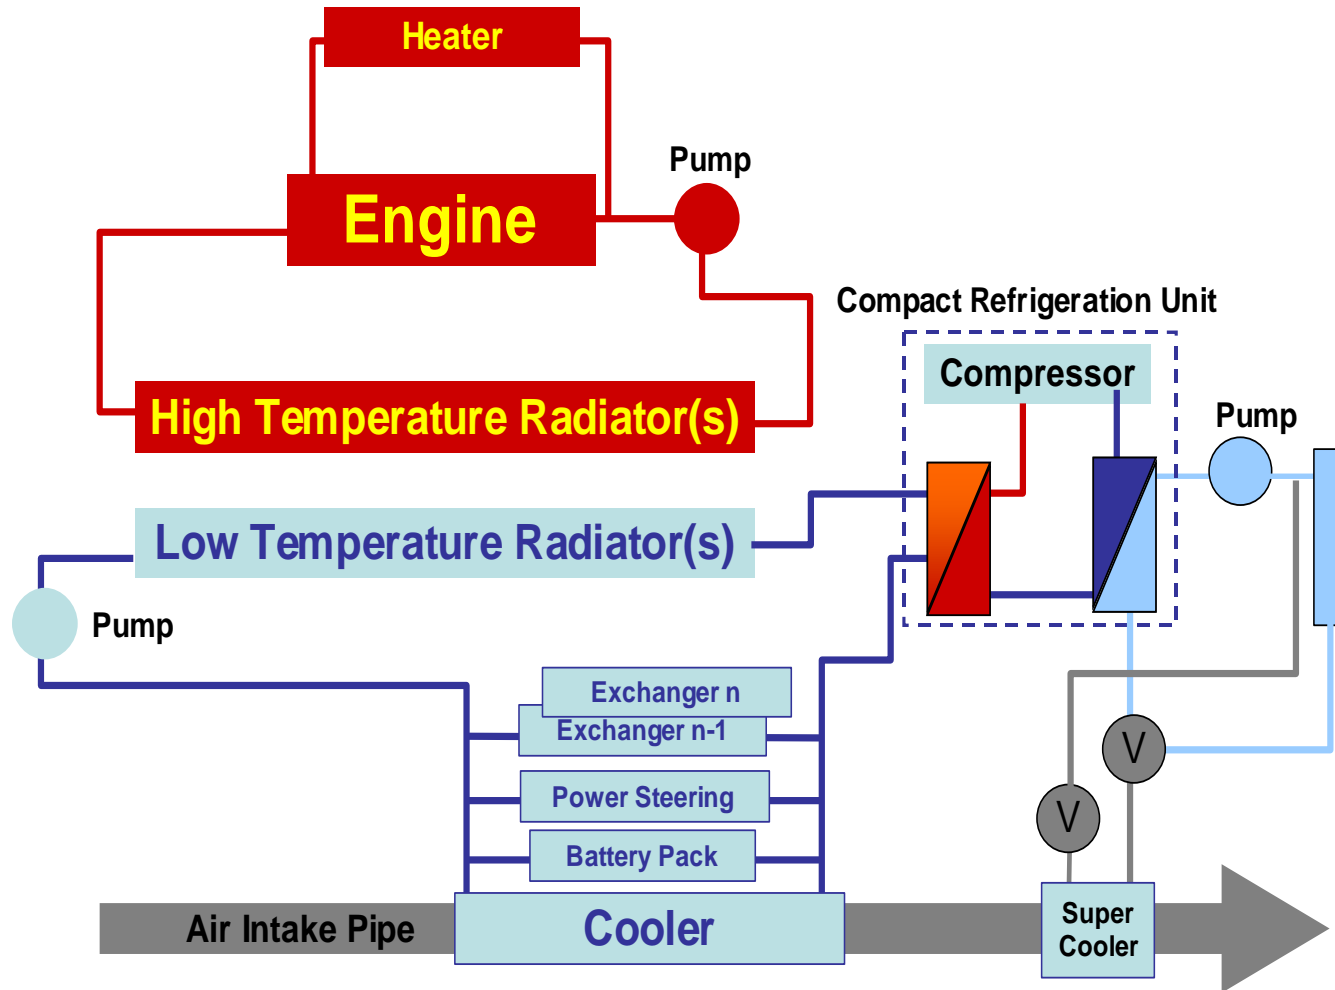 Heater
Pump
Engine
Compact Refrigeration Unit
Compressor
High Temperature Radiator(s)
Pump
Low Temperature Radiator(s)
Pump
Exchanger n
Exchanger n-1
V
Power Steering
V
Battery Pack
Air Intake Pipe
Cooler
Super
Cooler